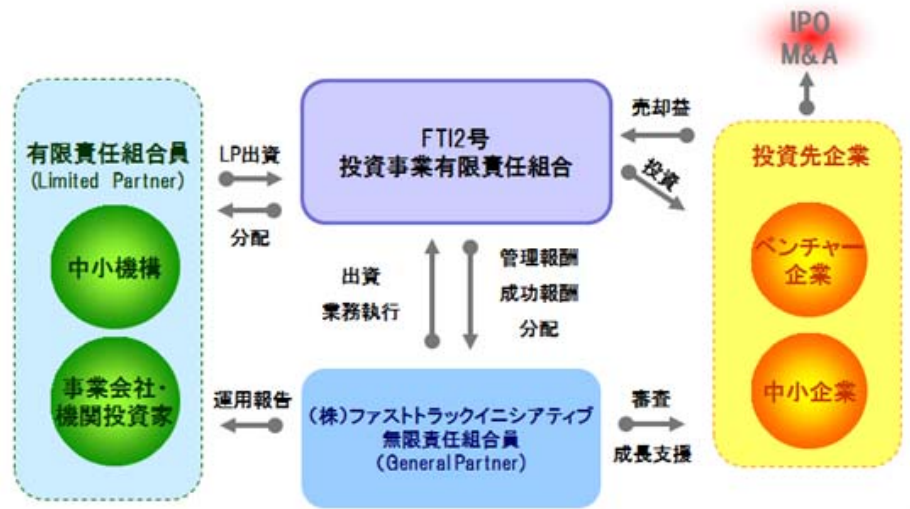 IPO
M&A
有限責任組合員
(Limited Partner)
中小機構
事業会社・
機関投資家
LP出資
分配
FTI2号
投資事業有限責任組合
売却益
投資
出資
業務執行
管理報酬
成功報酬
分配
運用報告
(株)ファストトラックイニシアティブ
無限責任組合員
(General Partner)
審査
成長支援
投資先企業
ベンチャー
企業
中小企業